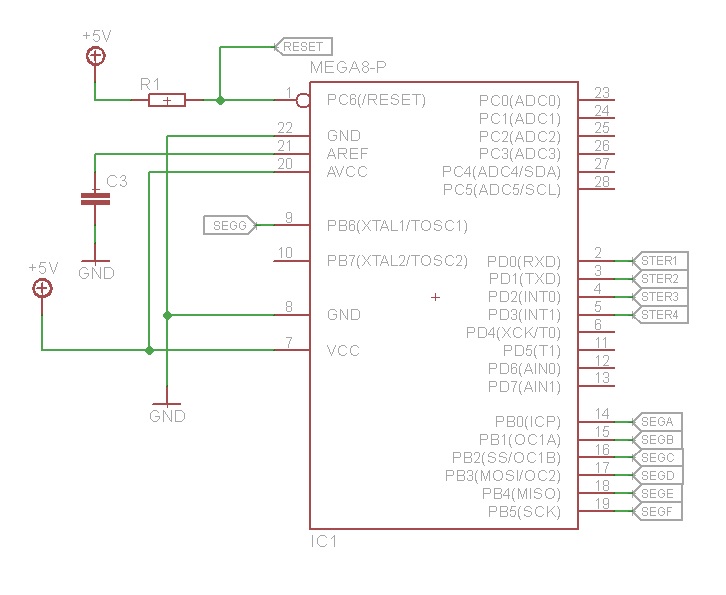 +5V
RESET
MEGA8-P
R1
1 PC6(/RESET) PC0(ADC0) 23
PC1(ADC1) 24
22 GND PC2(ADC2) 25
21 AREF PC3(ADC3) 26
20 AVCC PC4(ADC4/SDA) 27
C3 PC5(ADC5/SCL) 28
SEGG 9 PB6(XTAL1/TOSC1)
+5V GND 10 PB7(XTAL2/TOSC2) PD0(RXD) 2 STER1
PD1(TXD) 3 STER2
PD2(INT0) 4 STER3
8 GND PD3(INT1) 5 STER4
PD4(XCK/T0) 6
7 VCC PD5(T1) 11
PD6(AIN0) 12
PD7(AIN1) 13
GND
PB0(ICP) 14 SEGA
PB1(OC1A) 15 SEGB
PB2(SS/OC1B) 16 SEGC
PB3(MOSI/OC2) 17 SEGD
PB4(MISO) 18 SEGE
PB5(SCK) 19 SEGF
IC1